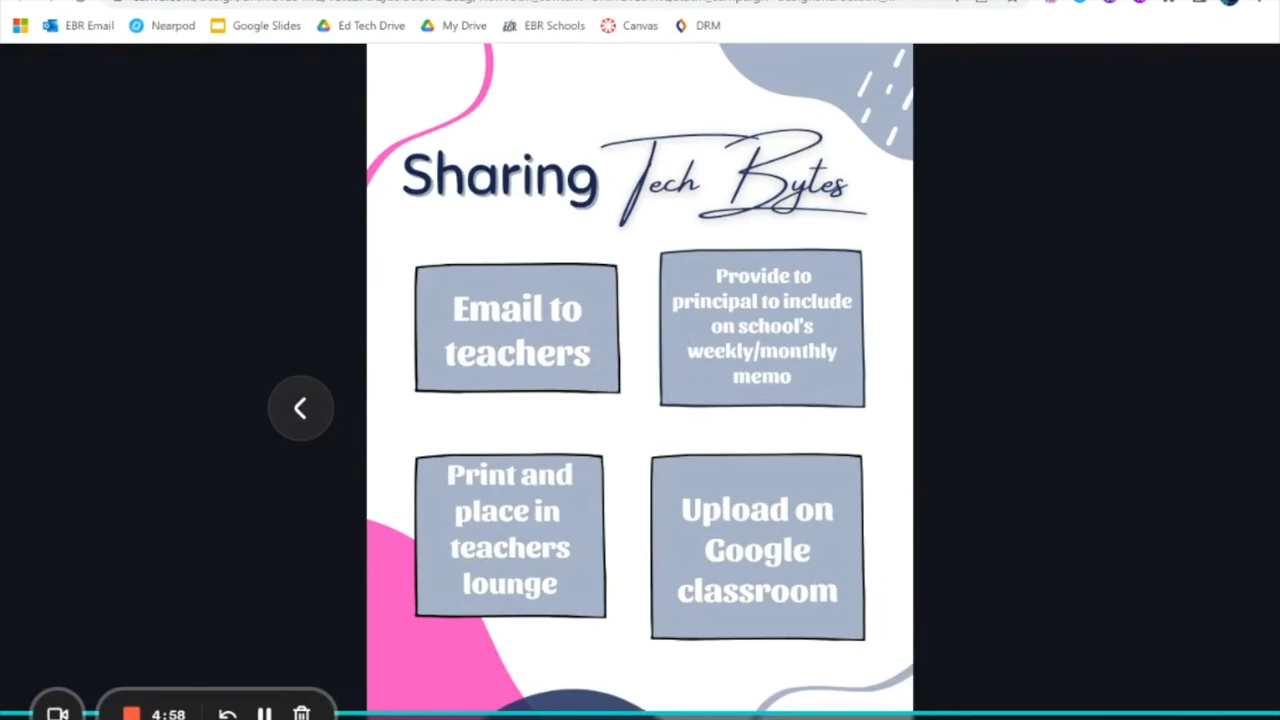 EBR Email
Nearpod
Google Slides
Ed Tech Drive
My Drive
EBR Schools
Canvas
DRM
Sharing Tech Bytes
Email to
teachers
Provide to
principal to include
on school's
weekly/monthly
memo
Print and
place in
teachers
lounge
Upload on
Google
classroom
4:58